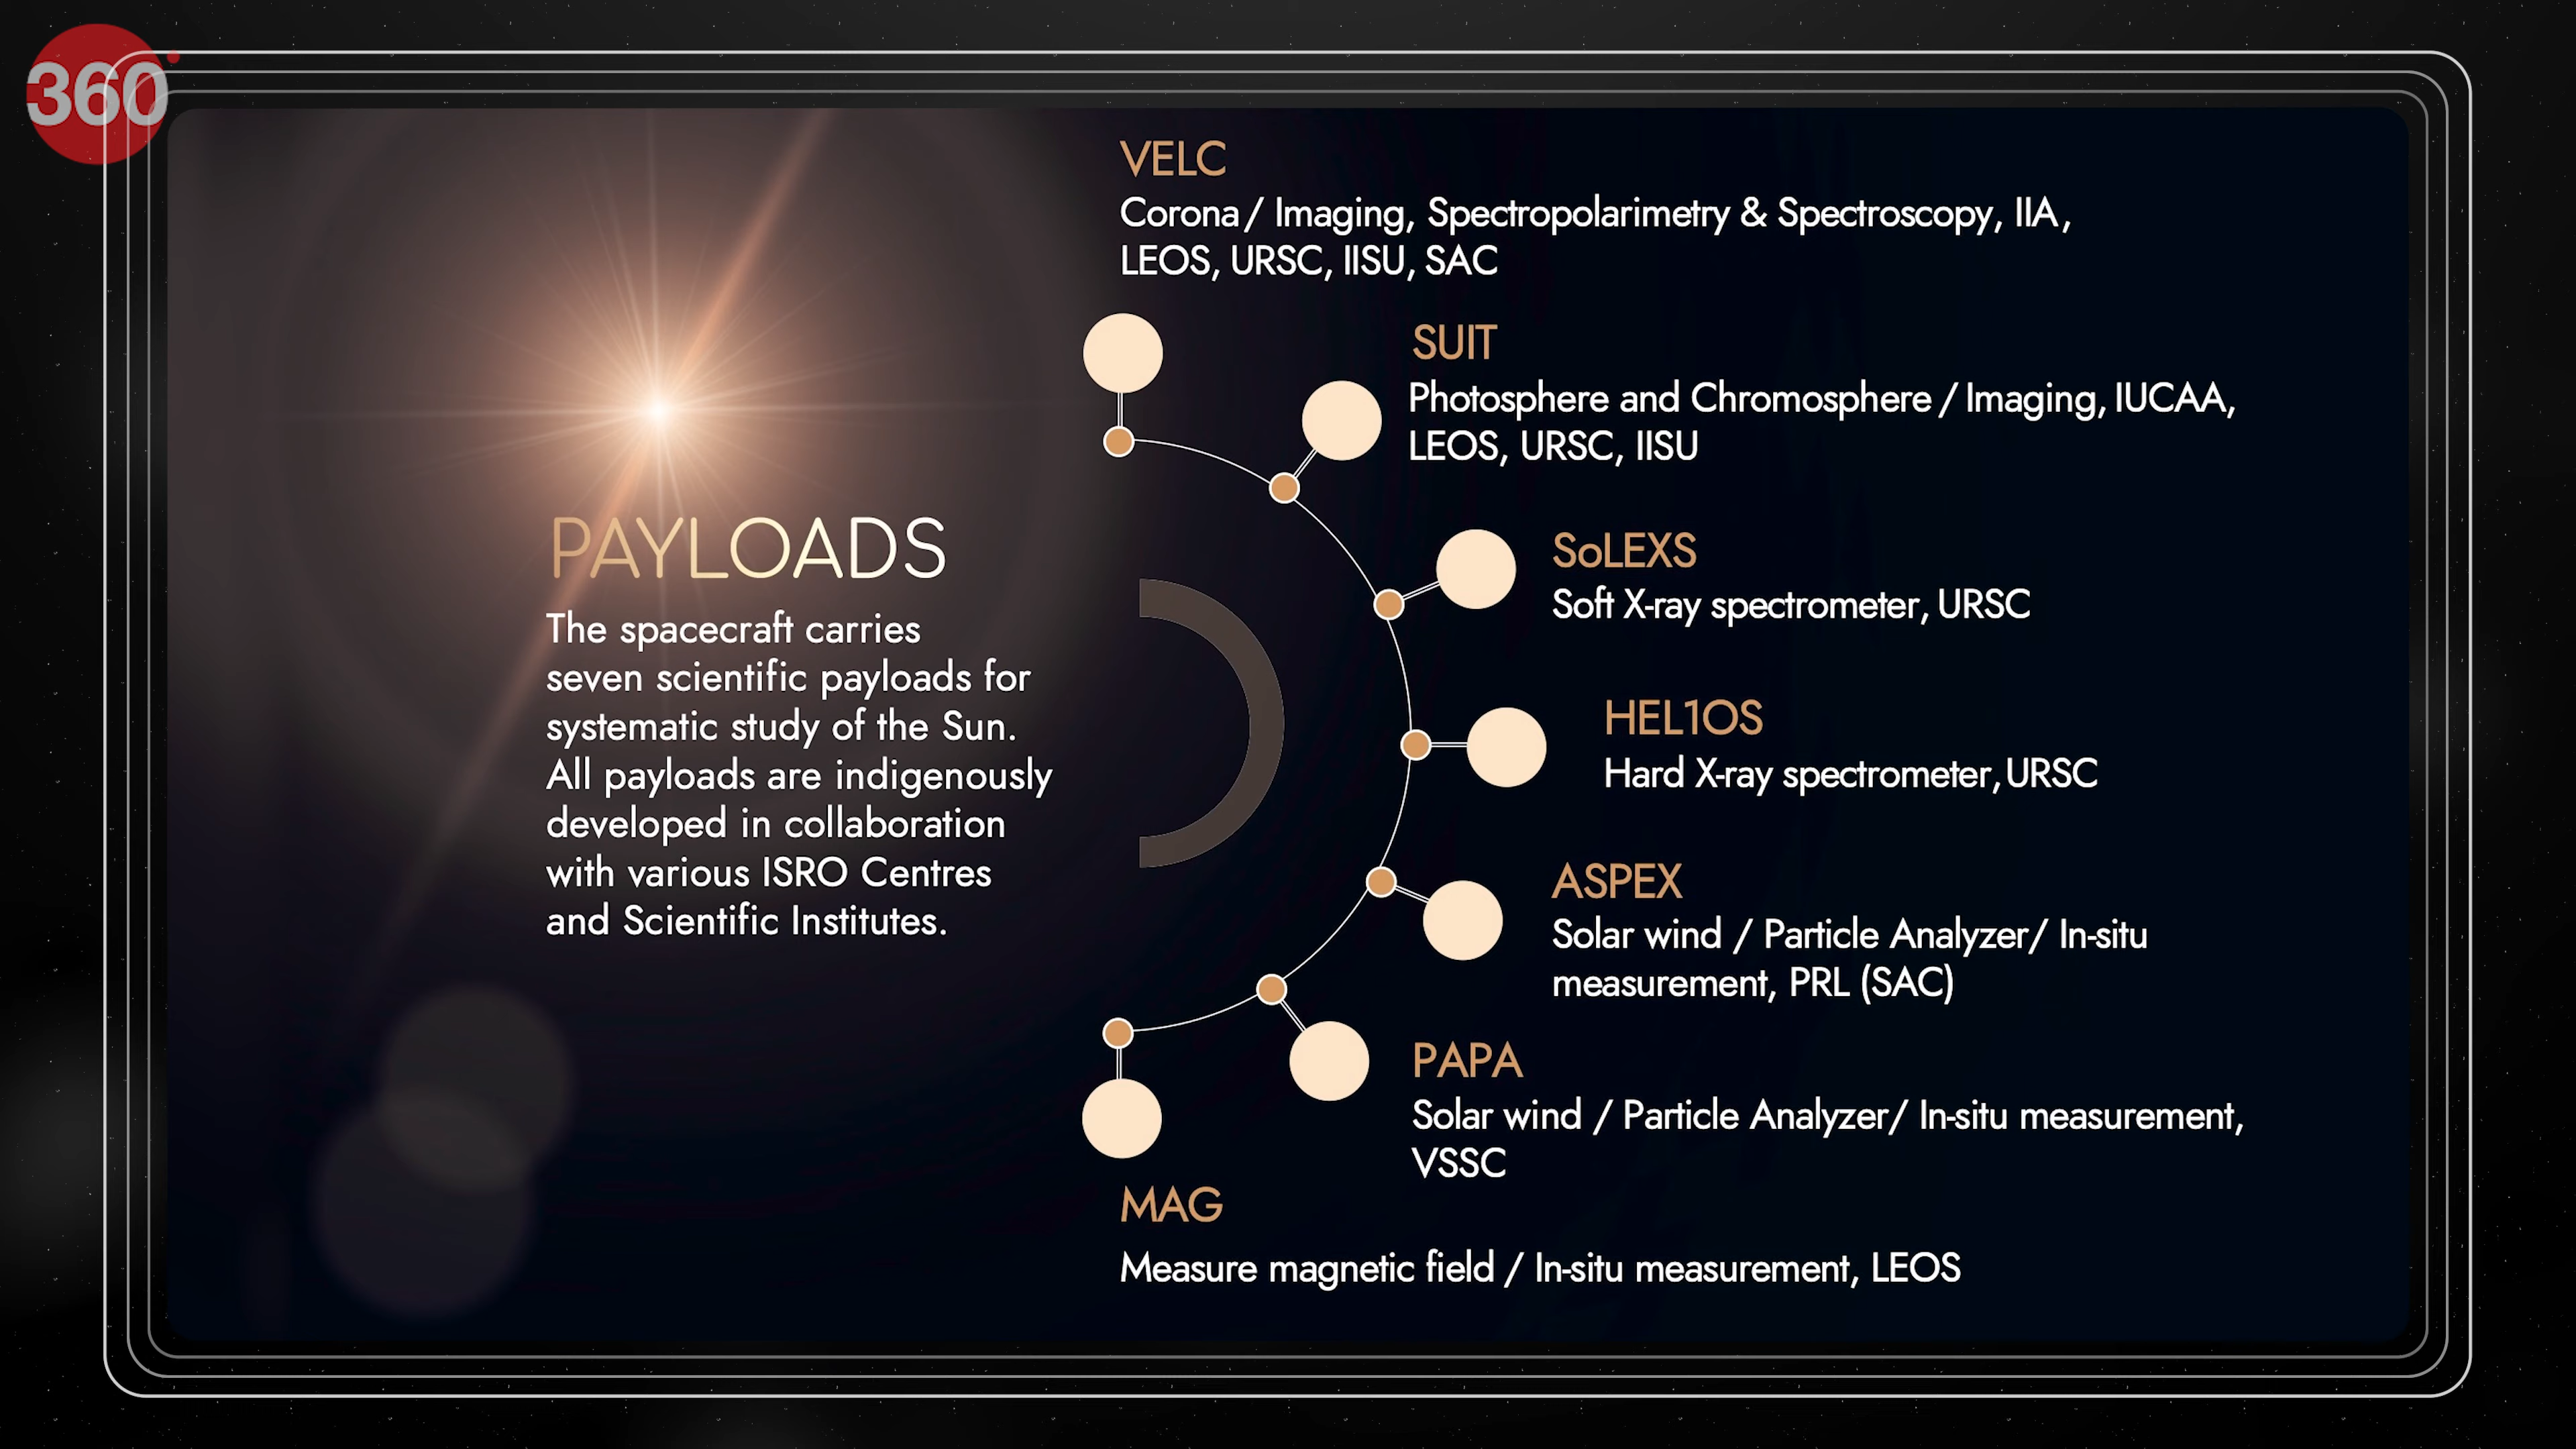 360
PAYLOADS
The spacecraft carries
seven scientific payloads for
systematic study of the Sun.
All payloads are indigenously
developed in collaboration
with various ISRO Centres
and Scientific Institutes.
VELC
Corona / Imaging, Spectropolarimetry & Spectroscopy, IIA,
LEOS, URSC, IISU, SAC
SUIT
Photosphere and Chromosphere / Imaging, IUCAA,
LEOS, URSC, IISU
SoLEXS
Soft X-ray spectrometer, URSC
HEL1OS
Hard X-ray spectrometer, URSC
ASPEX
Solar wind / Particle Analyzer/ In-situ
measurement, PRL (SAC)
PAPA
Solar wind / Particle Analyzer/ In-situ measurement,
VSSC
MAG
Measure magnetic field / In-situ measurement, LEOS